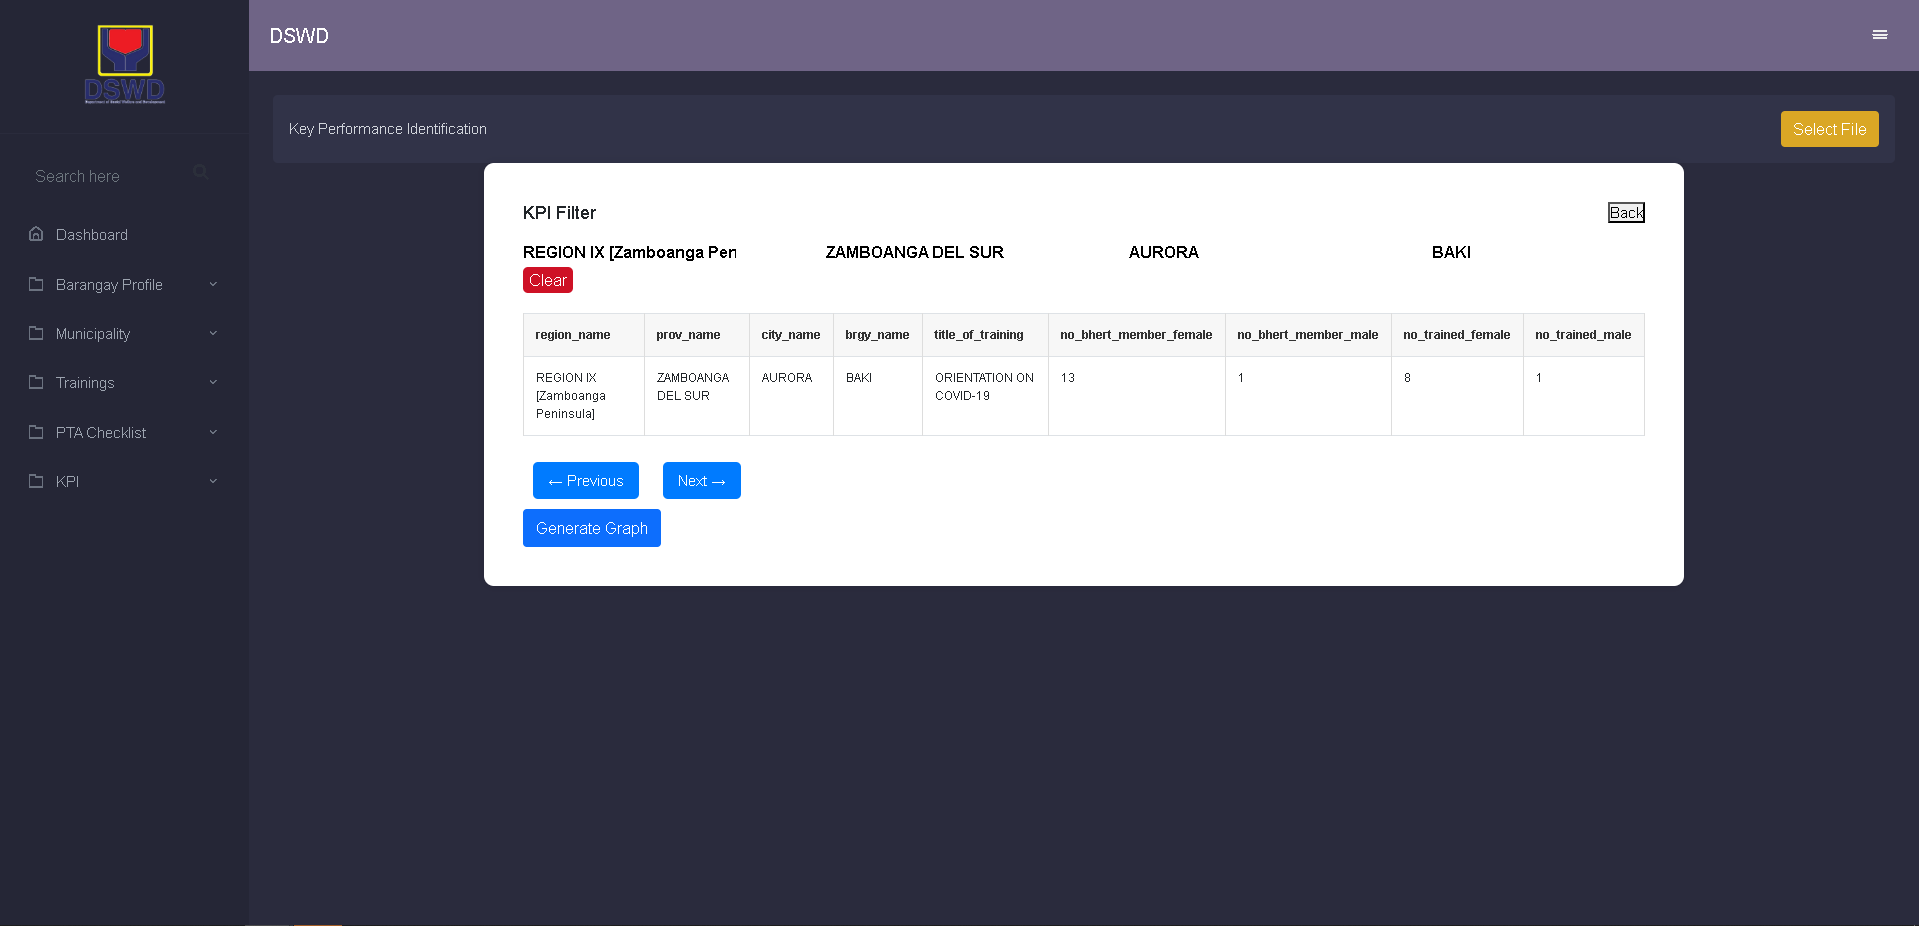 DSWD
DSWD
Key Performance Identification
Select File
Search here
Dashboard
Barangay Profile
Municipality
Trainings
PTA Checklist
KPI
KPI Filter
Back
REGION IX [Zamboanga Pen
ZAMBOANGA DEL SUR
AURORA
BAKI
Clear
region_name prov_name city_name brgy_name title_of_training no_bhert_member_female no_bhert_member_male no_trained_female no_trained_male
REGION IX ZAMBOANGA AURORA BAKI ORIENTATION ON 13 1 8 1
[Zamboanga DEL SUR COVID-19
Peninsula]
← Previous
Next →
Generate Graph